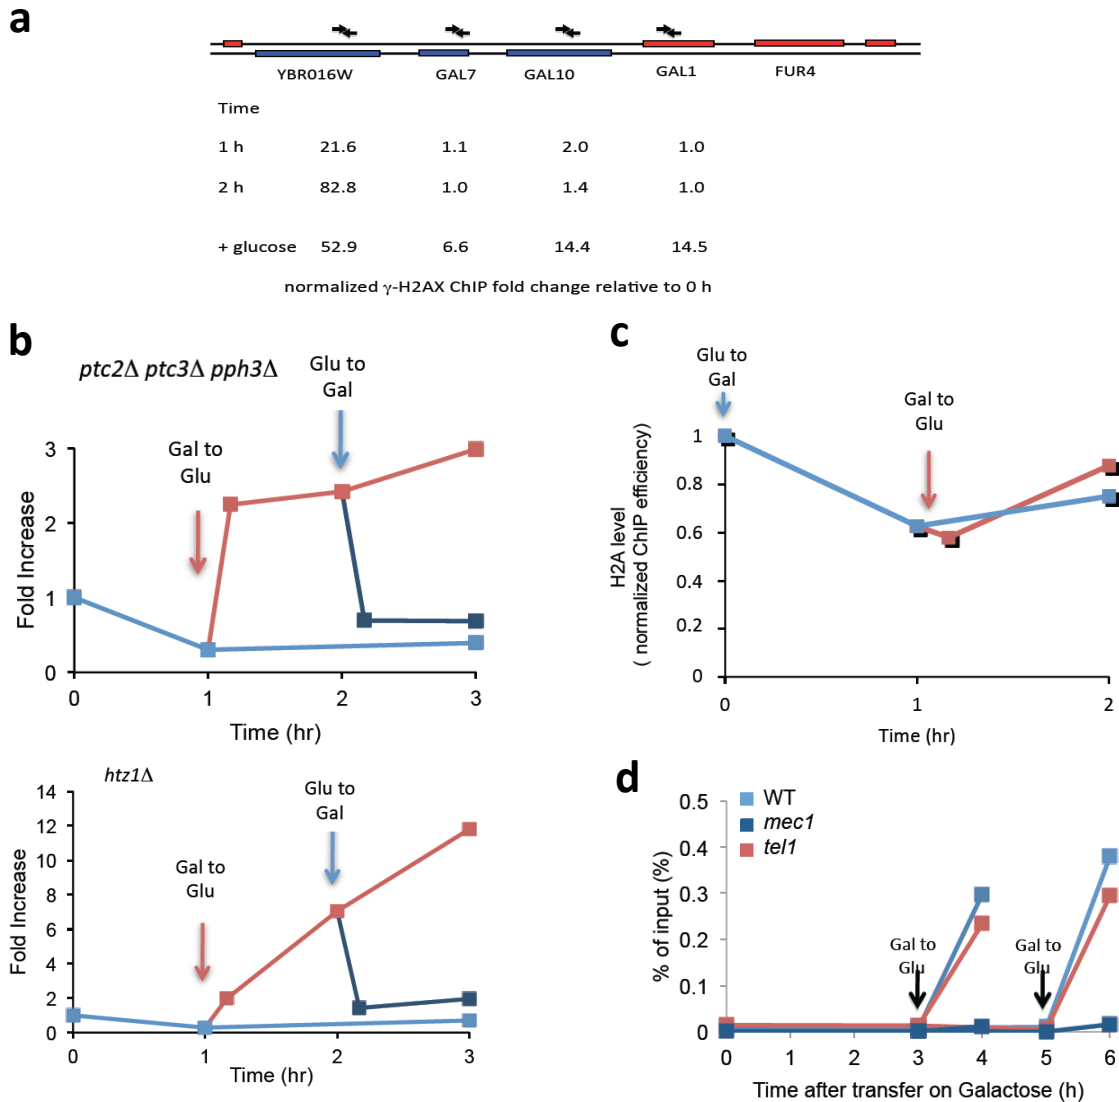 a
YBR016W GAL7 GAL10 GAL1 FUR4
Time
1 h 21.6 1.1 2.0 1.0
2 h 82.8 1.0 1.4 1.0
+ glucose 52.9 6.6 14.4 14.5
normalized γ-H2AX ChIP fold change relative to 0 h
b
ptc2Δ ptc3Δ pph3Δ
Gal to
Glu
Glu to
Gal
Fold Increase
3
2
1
0
0 1 2 3
Time (hr)
htz1Δ
Gal to
Glu
Glu to
Gal
Fold Increase
14
12
10
8
6
4
2
0
0 1 2 3
Time (hr)
c
Glu to
Gal
Gal to
Glu
H2A level
( normalized ChIP efficiency)
1
0.8
0.6
0.4
0.2
0
0 1 2
Time (hr)
d
WT
mec1
tel1
% of input (%)
0.5
0.4
0.3
0.2
0.1
0
Gal to
Glu
Gal to
Glu
0 1 2 3 4 5 6
Time after transfer on Galactose (h)